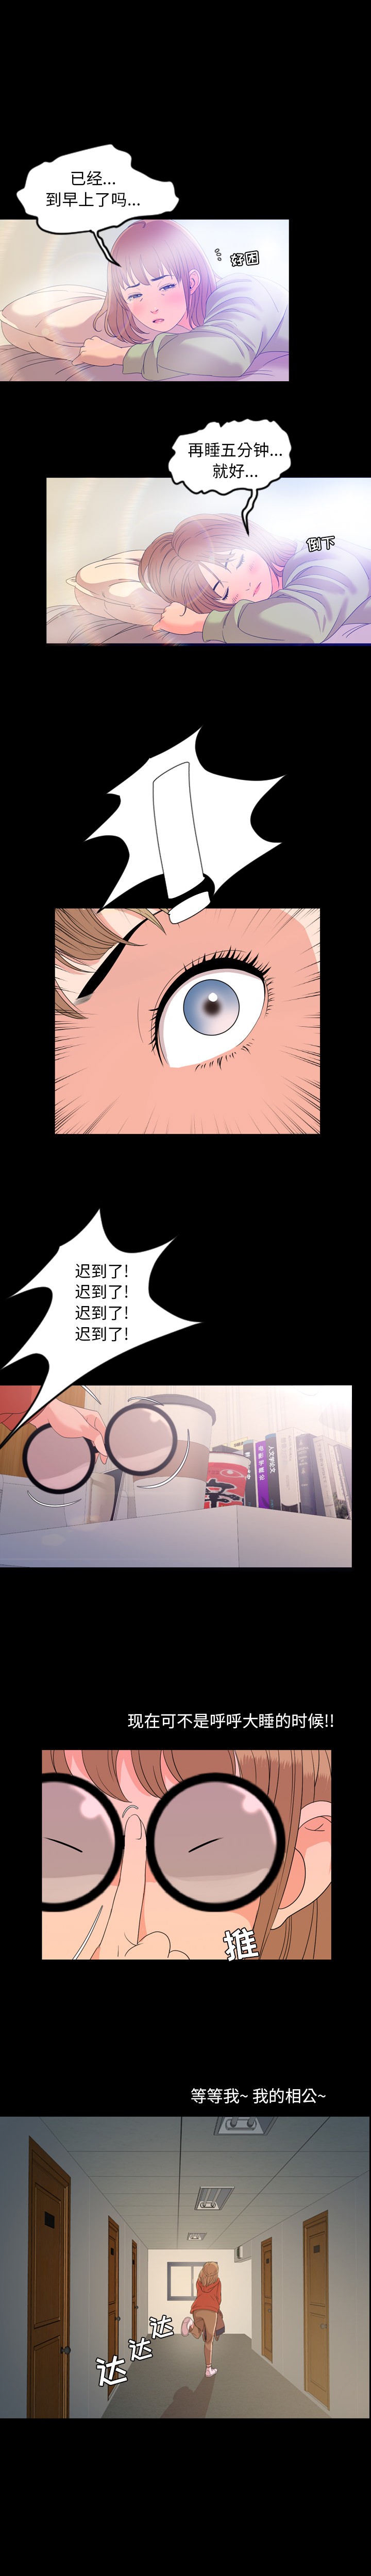 已经...
到早上了吗...
好困
再睡五分钟...
就好...
倒下
!
迟到了!
迟到了!
迟到了!
迟到了!
现在可不是呼呼大睡的时候!!
推
等等我~ 我的相公~
达
达
达